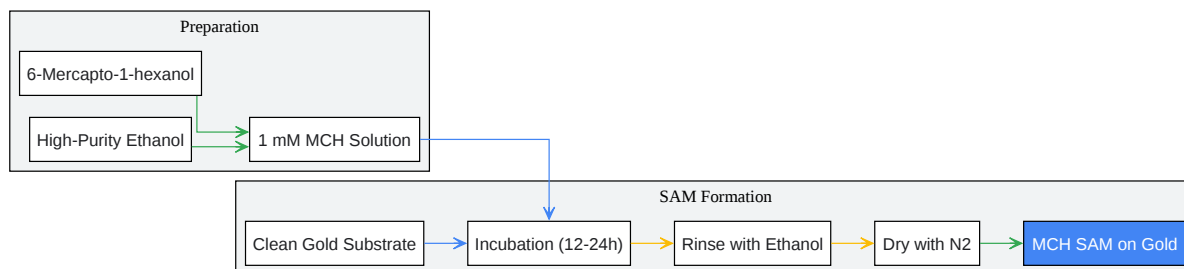 Preparation
6-Mercapto-1-hexanol
High-Purity Ethanol
1 mM MCH Solution
SAM Formation
Clean Gold Substrate
Incubation (12-24h)
Rinse with Ethanol
Dry with N2
MCH SAM on Gold